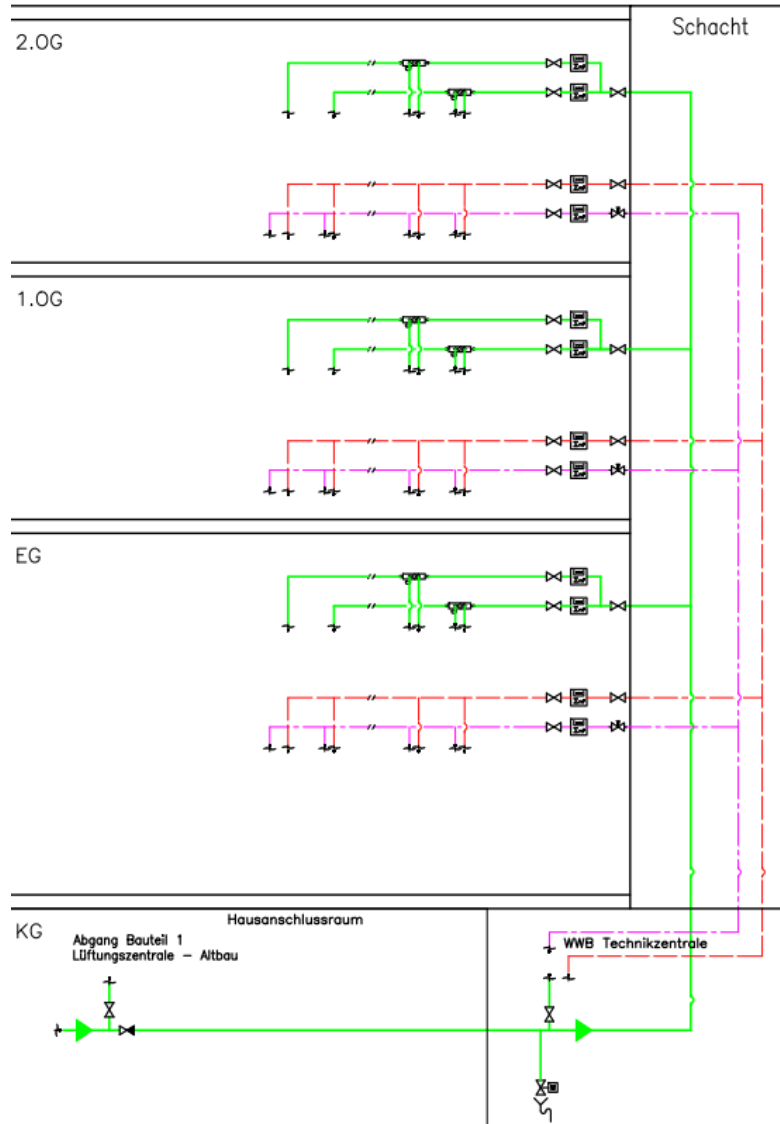 2.OG
Schacht
1.OG
EG
KG
Hausanschlussraum
Abgang Bauteil 1
Lüftungszentrale – Altbau
WWB Technikzentrale